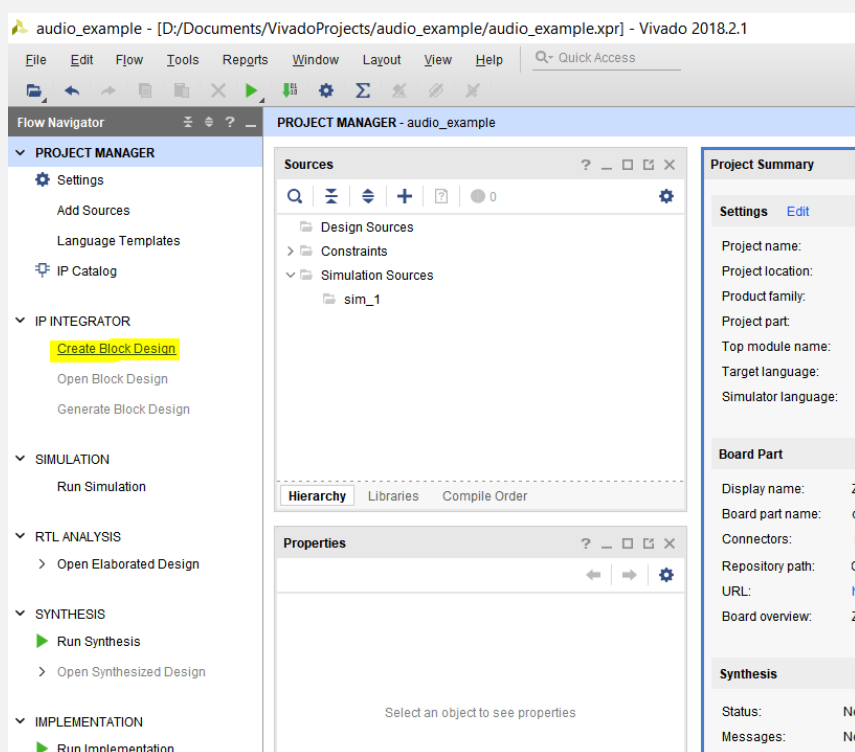 audio_example - [D:/Documents/VivadoProjects/audio_example/audio_example.xpr] - Vivado 2018.2.1
File Edit Flow Tools Reports Window Layout View Help Quick Access
Flow Navigator
PROJECT MANAGER
Settings
Add Sources
Language Templates
IP Catalog
IP INTEGRATOR
Create Block Design
Open Block Design
Generate Block Design
SIMULATION
Run Simulation
RTL ANALYSIS
Open Elaborated Design
SYNTHESIS
Run Synthesis
Open Synthesized Design
IMPLEMENTATION
Run Implementation
PROJECT MANAGER - audio_example
Sources
0
Design Sources
Constraints
Simulation Sources
sim_1
Hierarchy Libraries Compile Order
Properties
Select an object to see properties
Project Summary
Settings Edit
Project name:
Project location:
Product family:
Project part:
Top module name:
Target language:
Simulator language:
Board Part
Display name:
Board part name:
Connectors:
Repository path:
URL:
Board overview:
Synthesis
Status:
Messages: